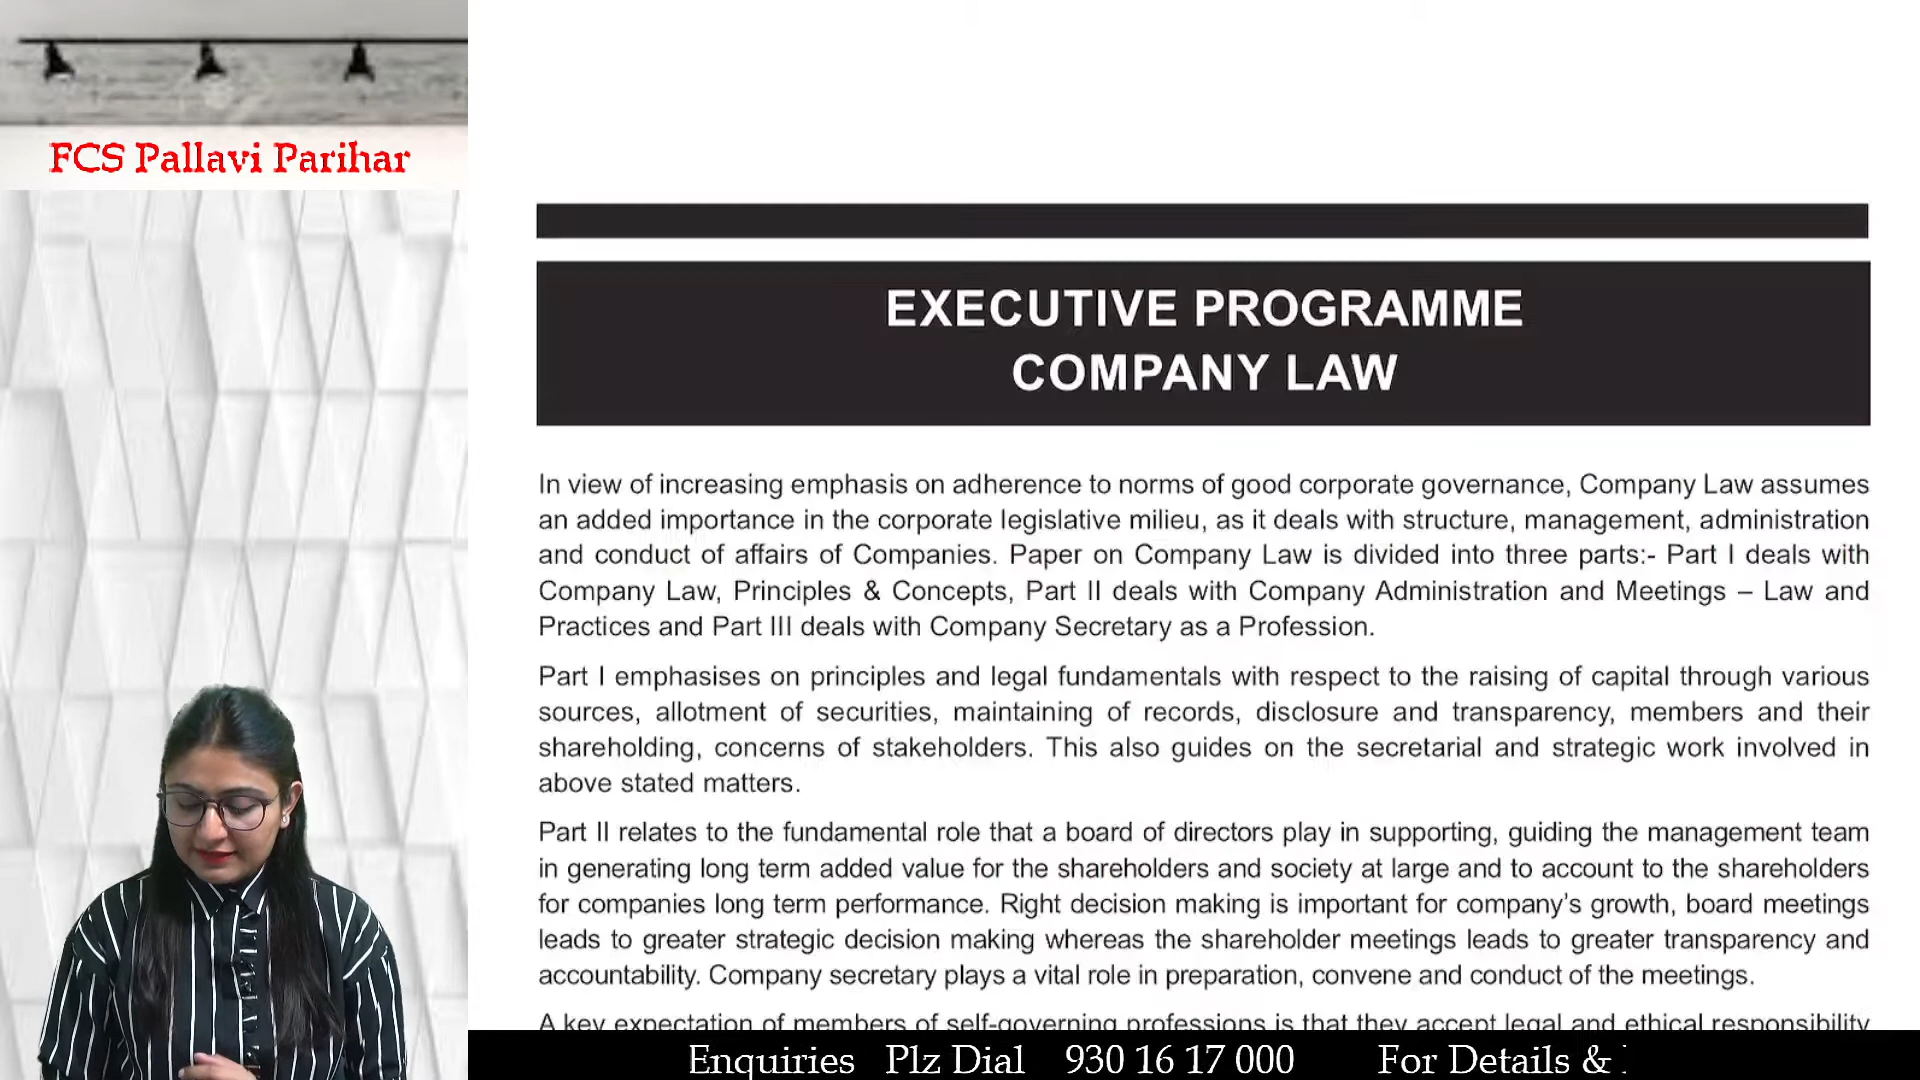 FCS Pallavi Parihar
EXECUTIVE PROGRAMME
COMPANY LAW
In view of increasing emphasis on adherence to norms of good corporate governance, Company Law assumes
an added importance in the corporate legislative milieu, as it deals with structure, management, administration
and conduct of affairs of Companies. Paper on Company Law is divided into three parts:- Part I deals with
Company Law, Principles & Concepts, Part II deals with Company Administration and Meetings – Law and
Practices and Part III deals with Company Secretary as a Profession.
Part I emphasises on principles and legal fundamentals with respect to the raising of capital through various
sources, allotment of securities, maintaining of records, disclosure and transparency, members and their
shareholding, concerns of stakeholders. This also guides on the secretarial and strategic work involved in
above stated matters.
Part II relates to the fundamental role that a board of directors play in supporting, guiding the management team
in generating long term added value for the shareholders and society at large and to account to the shareholders
for companies long term performance. Right decision making is important for company’s growth, board meetings
leads to greater strategic decision making whereas the shareholder meetings leads to greater transparency and
accountability. Company secretary plays a vital role in preparation, convene and conduct of the meetings.
A key expectation of members of self-governing professions is that they accept legal and ethical responsibility
Enquiries Plz Dial 930 16 17 000 For Details &